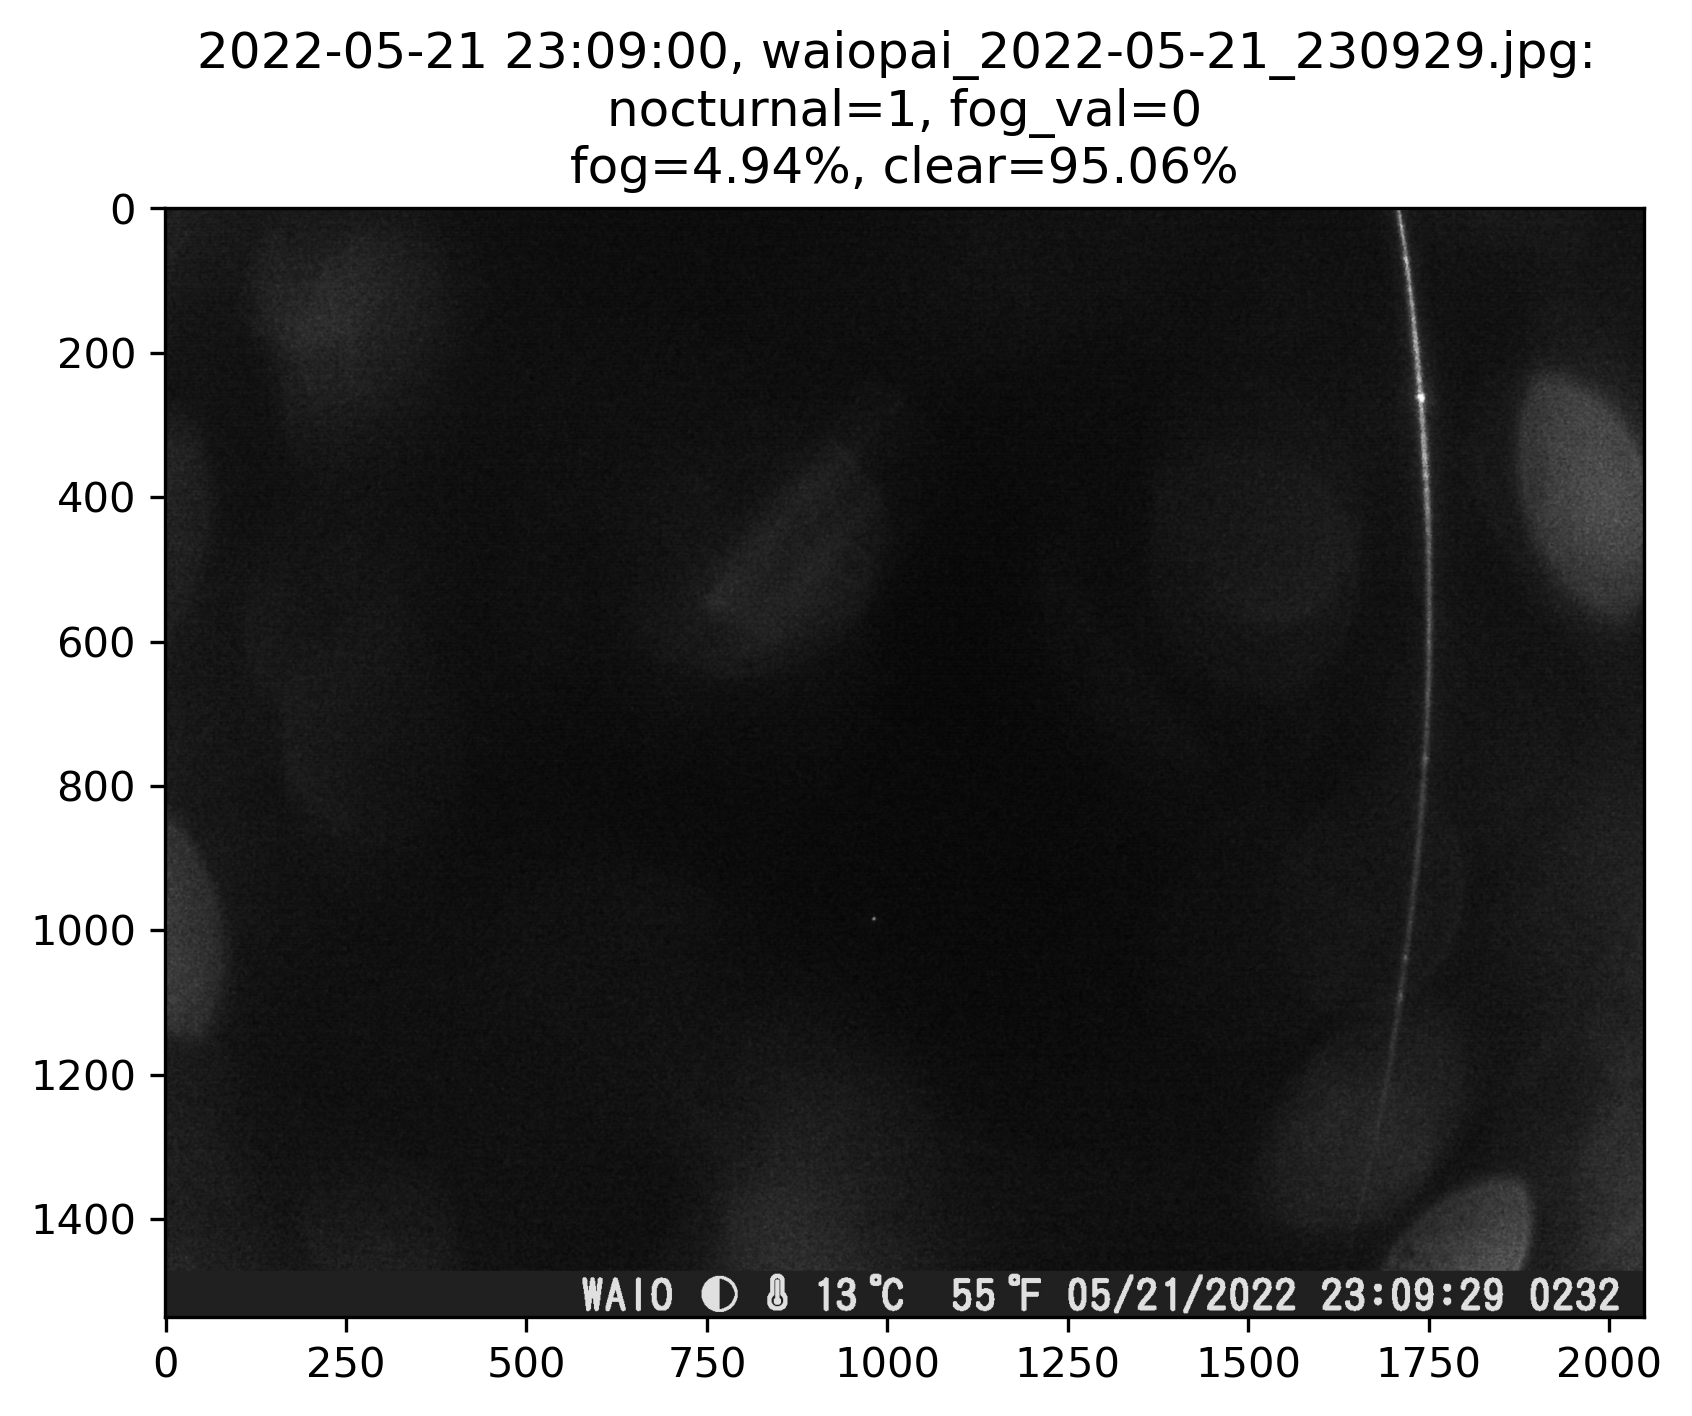 2022-05-21 23:09:00, waiopai_2022-05-21_230929.jpg:
nocturnal=1, fog_val=0
fog=4.94%, clear=95.06%
0
200
400
600
800
1000
1200
1400
WAIO 13°C 55°F 05/21/2022 23:09:29 0232
0 250 500 750 1000 1250 1500 1750 2000